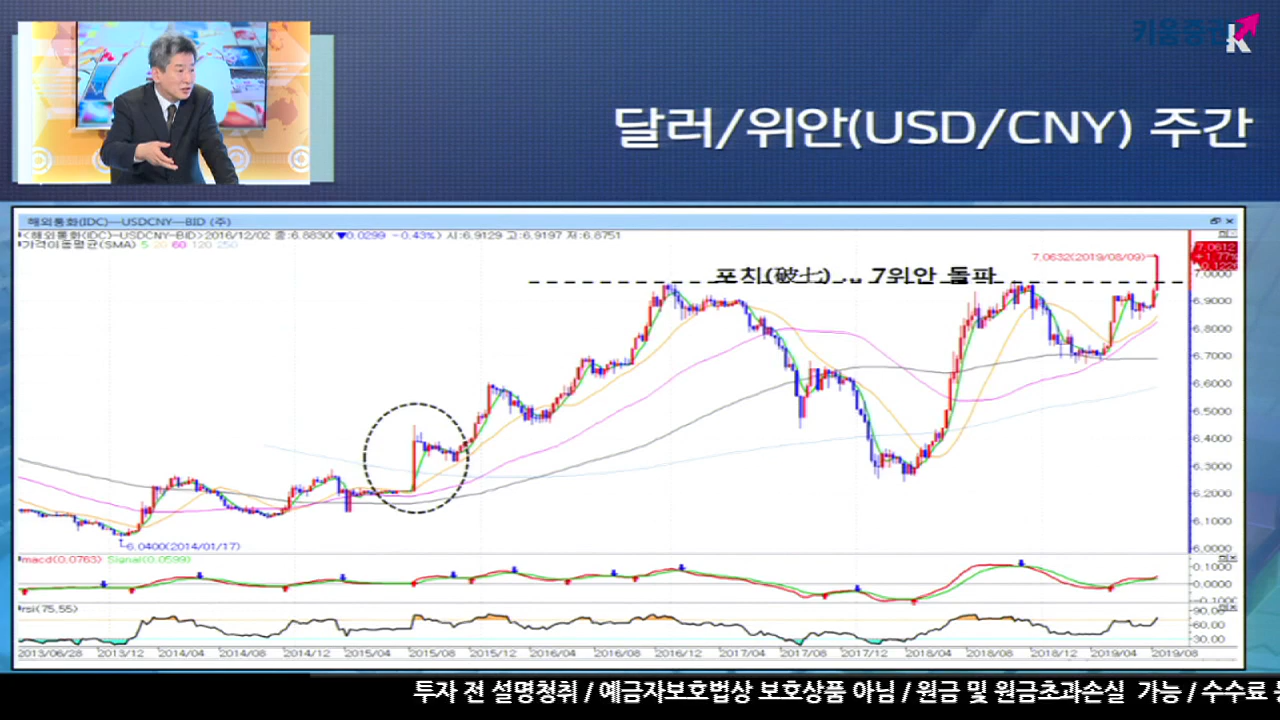 키움증권
달러/위안(USD/CNY) 주간
해외통화(IDC)—USDCNY—BID (주)
<해외통화(IDC)-USDCNY-BID>2016/12/02 종:6.8830(▼0.0299 -0.43%) 시:6.9129 고:6.9197 저:6.8751
가격이동평균(SMA) 5 20 60 120 250
7.0632(2019/08/09)
포치(破七) ... 7위안 돌파
7.0612
+1.77%
7.0000
6.9000
6.8000
6.7000
6.6000
6.5000
6.4000
6.3000
6.2000
6.1000
6.0000
6.0400(2014/01/17)
macd(0.0763) Signal(0.0599)
0.1000
0.0000
-0.1000
rsi(75,55)
90.00
60.00
30.00
2013/06/28 2013/12 2014/04 2014/08 2014/12 2015/04 2015/08 2015/12 2016/04 2016/08 2016/12 2017/04 2017/08 2017/12 2018/04 2018/08 2018/12 2019/04 2019/08
투자 전 설명청취 / 예금자보호법상 보호상품 아님 / 원금 및 원금초과손실 가능 / 수수료